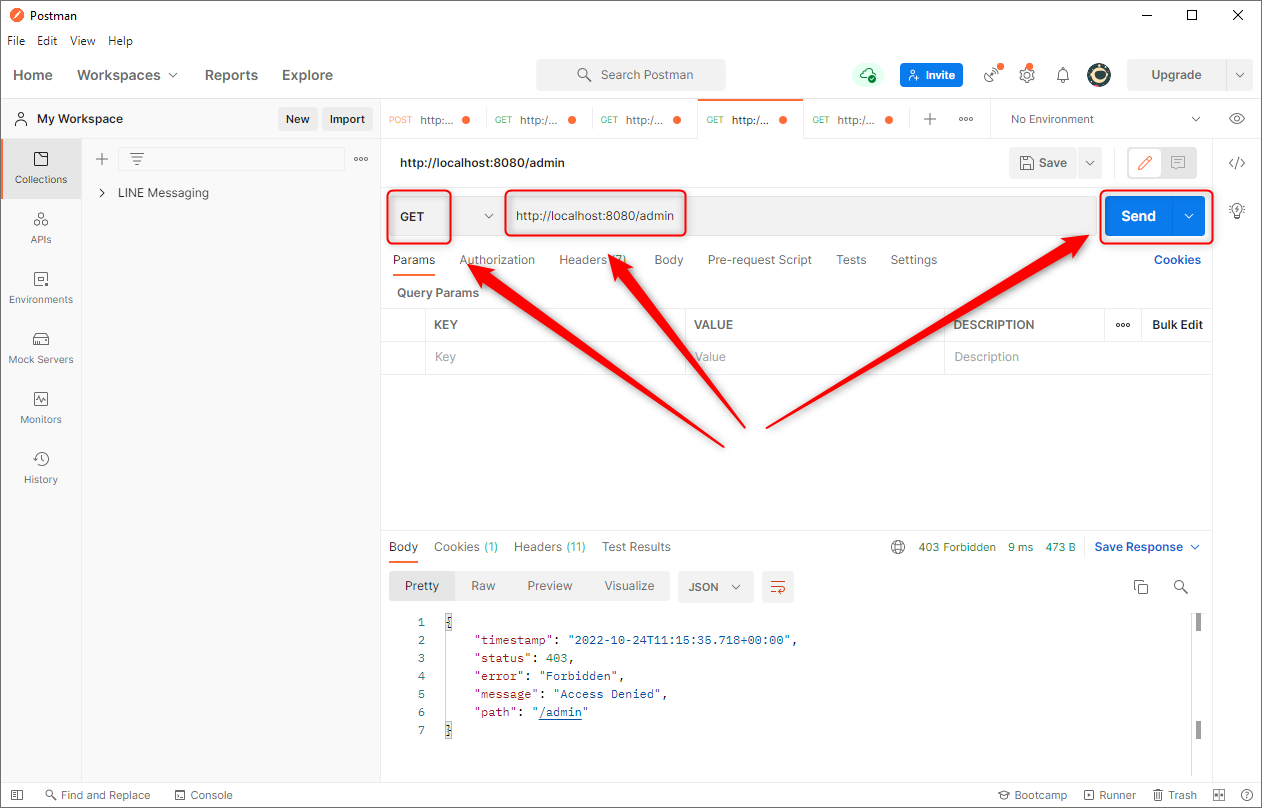 Postman
File Edit View Help
Home Workspaces Reports Explore Search Postman Invite Upgrade
My Workspace New Import POST http:... GET http:/... GET http:/... GET http:/... GET http:/... No Environment
Collections
LINE Messaging
http://localhost:8080/admin Save
GET http://localhost:8080/admin Send
APIs
Params Authorization Headers (7) Body Pre-request Script Tests Settings Cookies
Environments
Query Params
KEY VALUE DESCRIPTION Bulk Edit
Key Value Description
Mock Servers
Monitors
History
Body Cookies (1) Headers (11) Test Results 403 Forbidden 9 ms 473 B Save Response
Pretty Raw Preview Visualize JSON
1 {
2 "timestamp": "2022-10-24T11:15:35.718+00:00",
3 "status": 403,
4 "error": "Forbidden",
5 "message": "Access Denied",
6 "path": "/admin"
7 }
Find and Replace Console Bootcamp Runner Trash